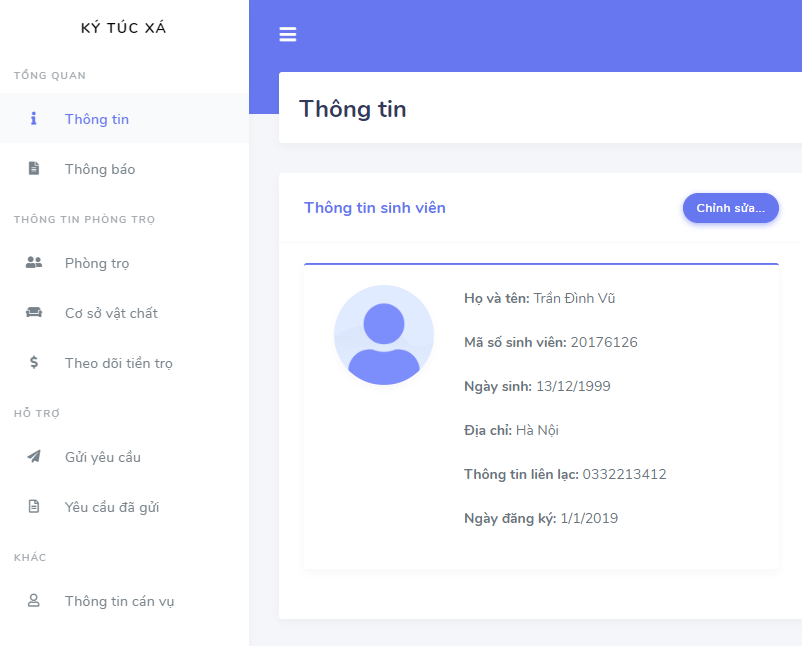 KÝ TÚC XÁ
TỔNG QUAN
Thông tin
Thông báo
THÔNG TIN PHÒNG TRỌ
Phòng trọ
Cơ sở vật chất
Theo dõi tiền trọ
HỖ TRỢ
Gửi yêu cầu
Yêu cầu đã gửi
KHÁC
Thông tin cán vụ
Thông tin
Thông tin sinh viên
Chỉnh sửa...
Họ và tên: Trần Đình Vũ
Mã số sinh viên: 20176126
Ngày sinh: 13/12/1999
Địa chỉ: Hà Nội
Thông tin liên lạc: 0332213412
Ngày đăng ký: 1/1/2019